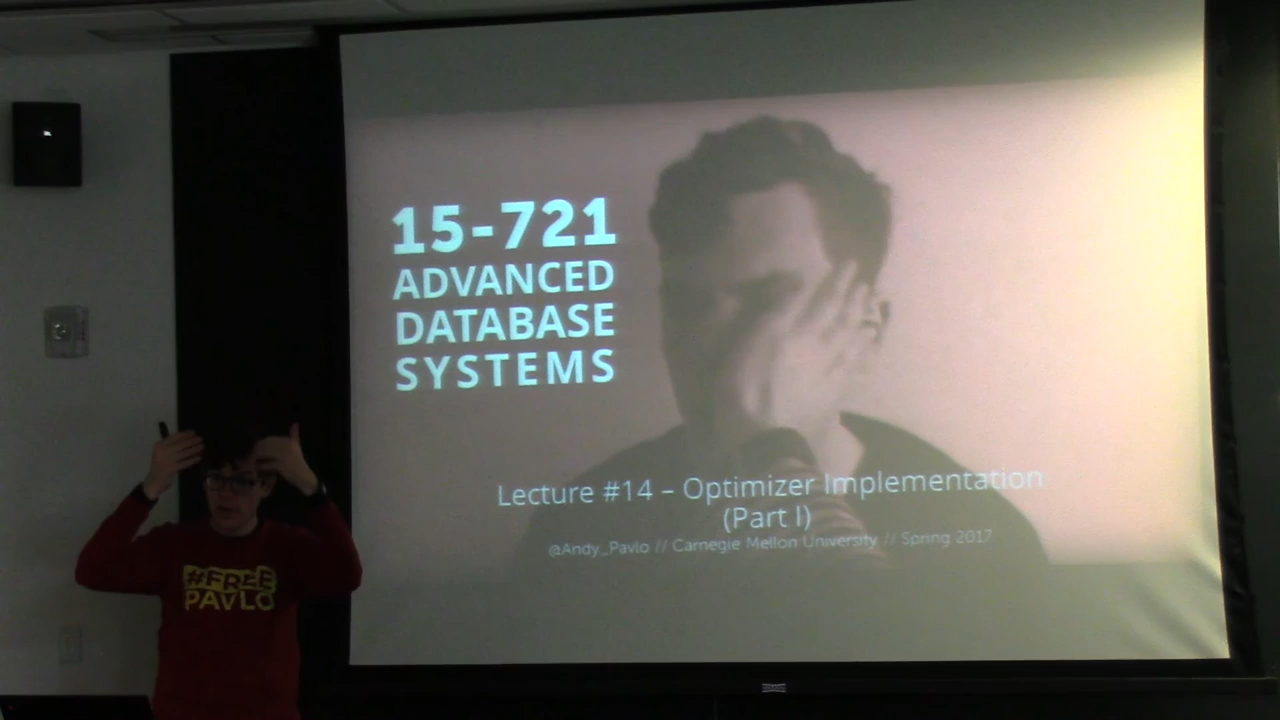 15-721
ADVANCED
DATABASE
SYSTEMS
Lecture #14 – Optimizer Implementation
(Part I)
@Andy_Pavlo // Carnegie Mellon University // Spring 2017
#FREE
PAVLO